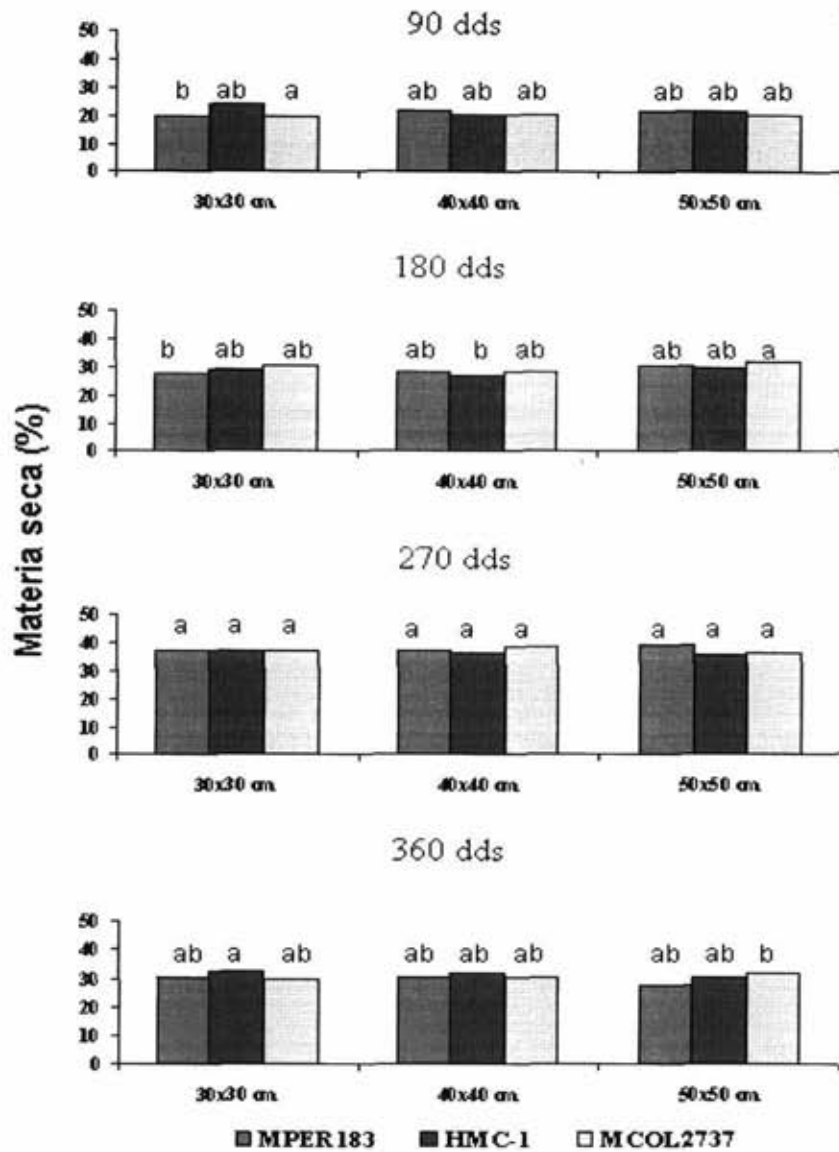 90 dds
50
40
30
20
10
0
b ab a ab ab ab ab ab ab
30x30 cm. 40x40 cm. 50x50 cm.
180 dds
50
40
30
20
10
0
b ab ab ab b ab ab ab a
30x30 cm. 40x40 cm. 50x50 cm.
Materia seca (%)
270 dds
50
40
30
20
10
0
a a a a a a a a a
30x30 cm. 40x40 cm. 50x50 cm.
360 dds
50
40
30
20
10
0
ab a ab ab ab ab ab ab b
30x30 cm. 40x40 cm. 50x50 cm.
MPER183 HMC-1 MCOL2737